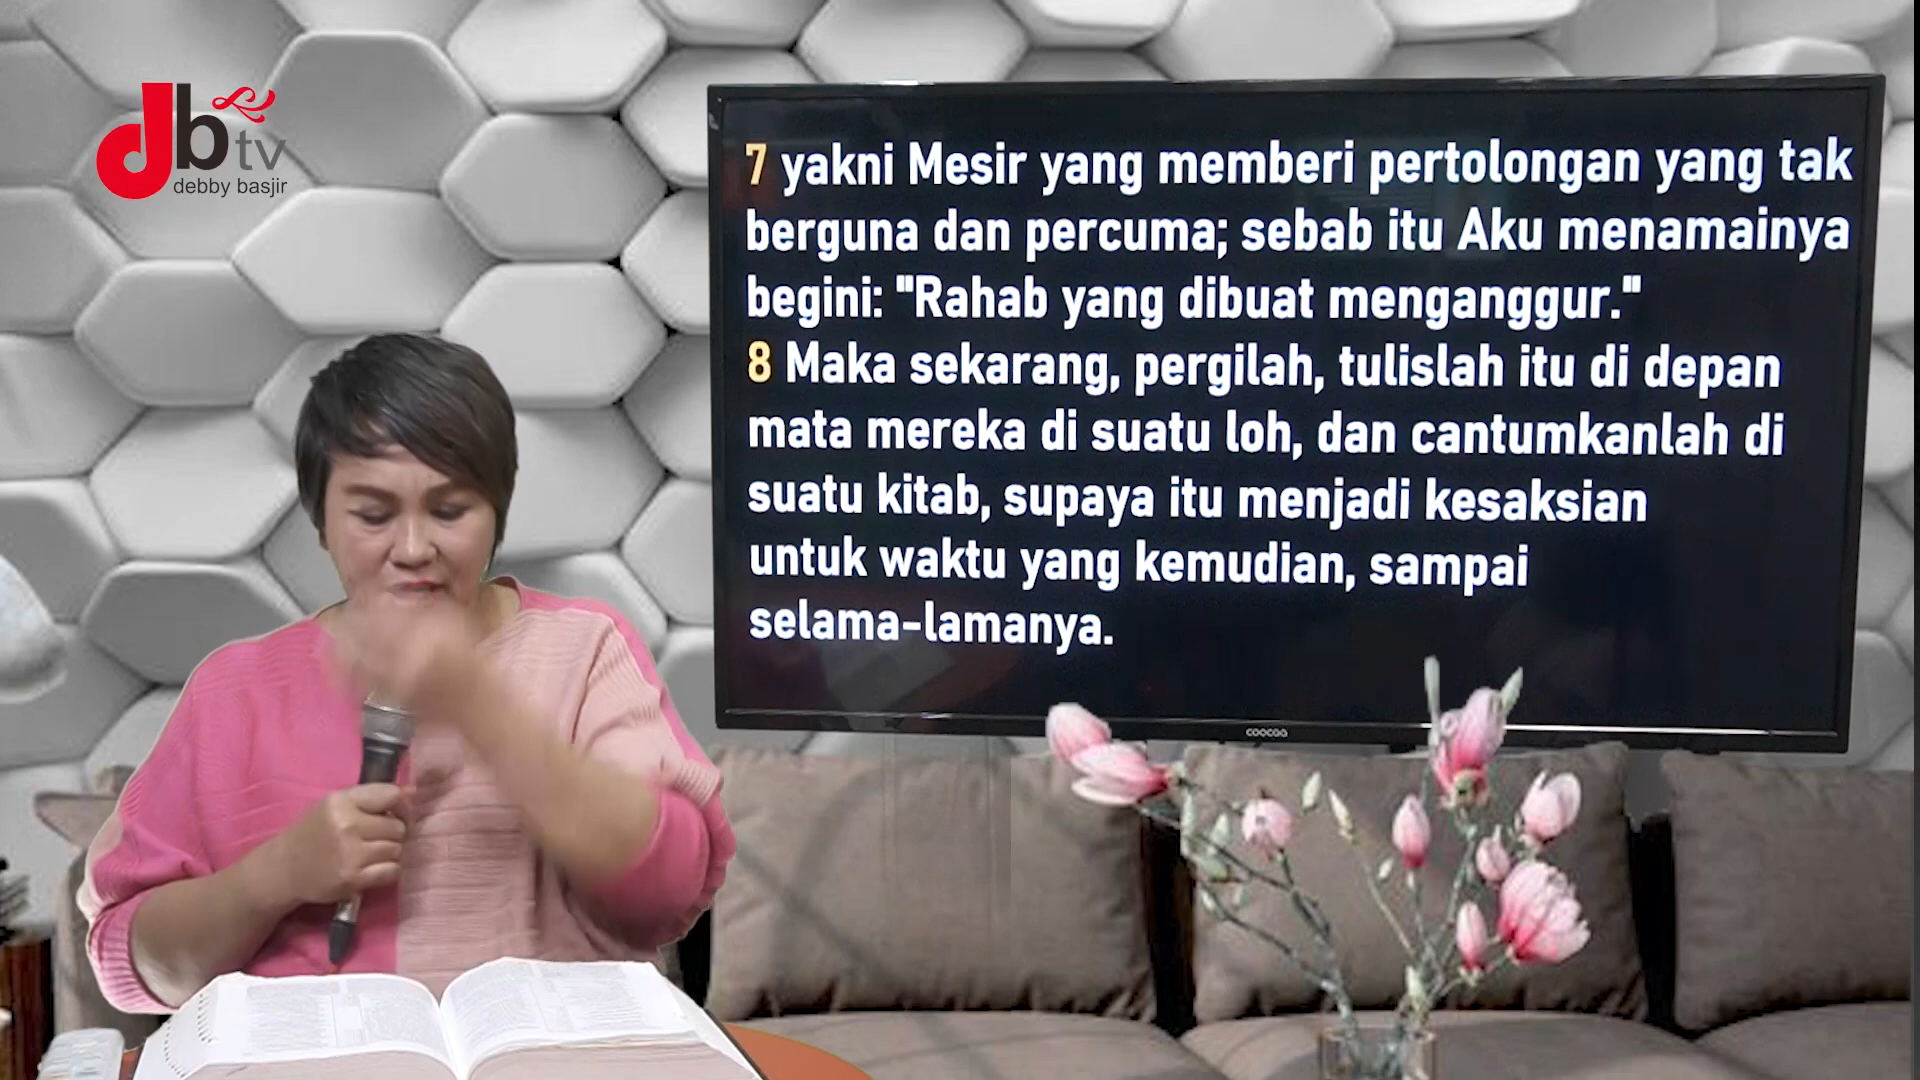 db tv
debby basjir
7 yakni Mesir yang memberi pertolongan yang tak
berguna dan percuma; sebab itu Aku menamainya
begini: "Rahab yang dibuat menganggur."
8 Maka sekarang, pergilah, tulislah itu di depan
mata mereka di suatu loh, dan cantumkanlah di
suatu kitab, supaya itu menjadi kesaksian
untuk waktu yang kemudian, sampai
selama-lamanya.
coocaa